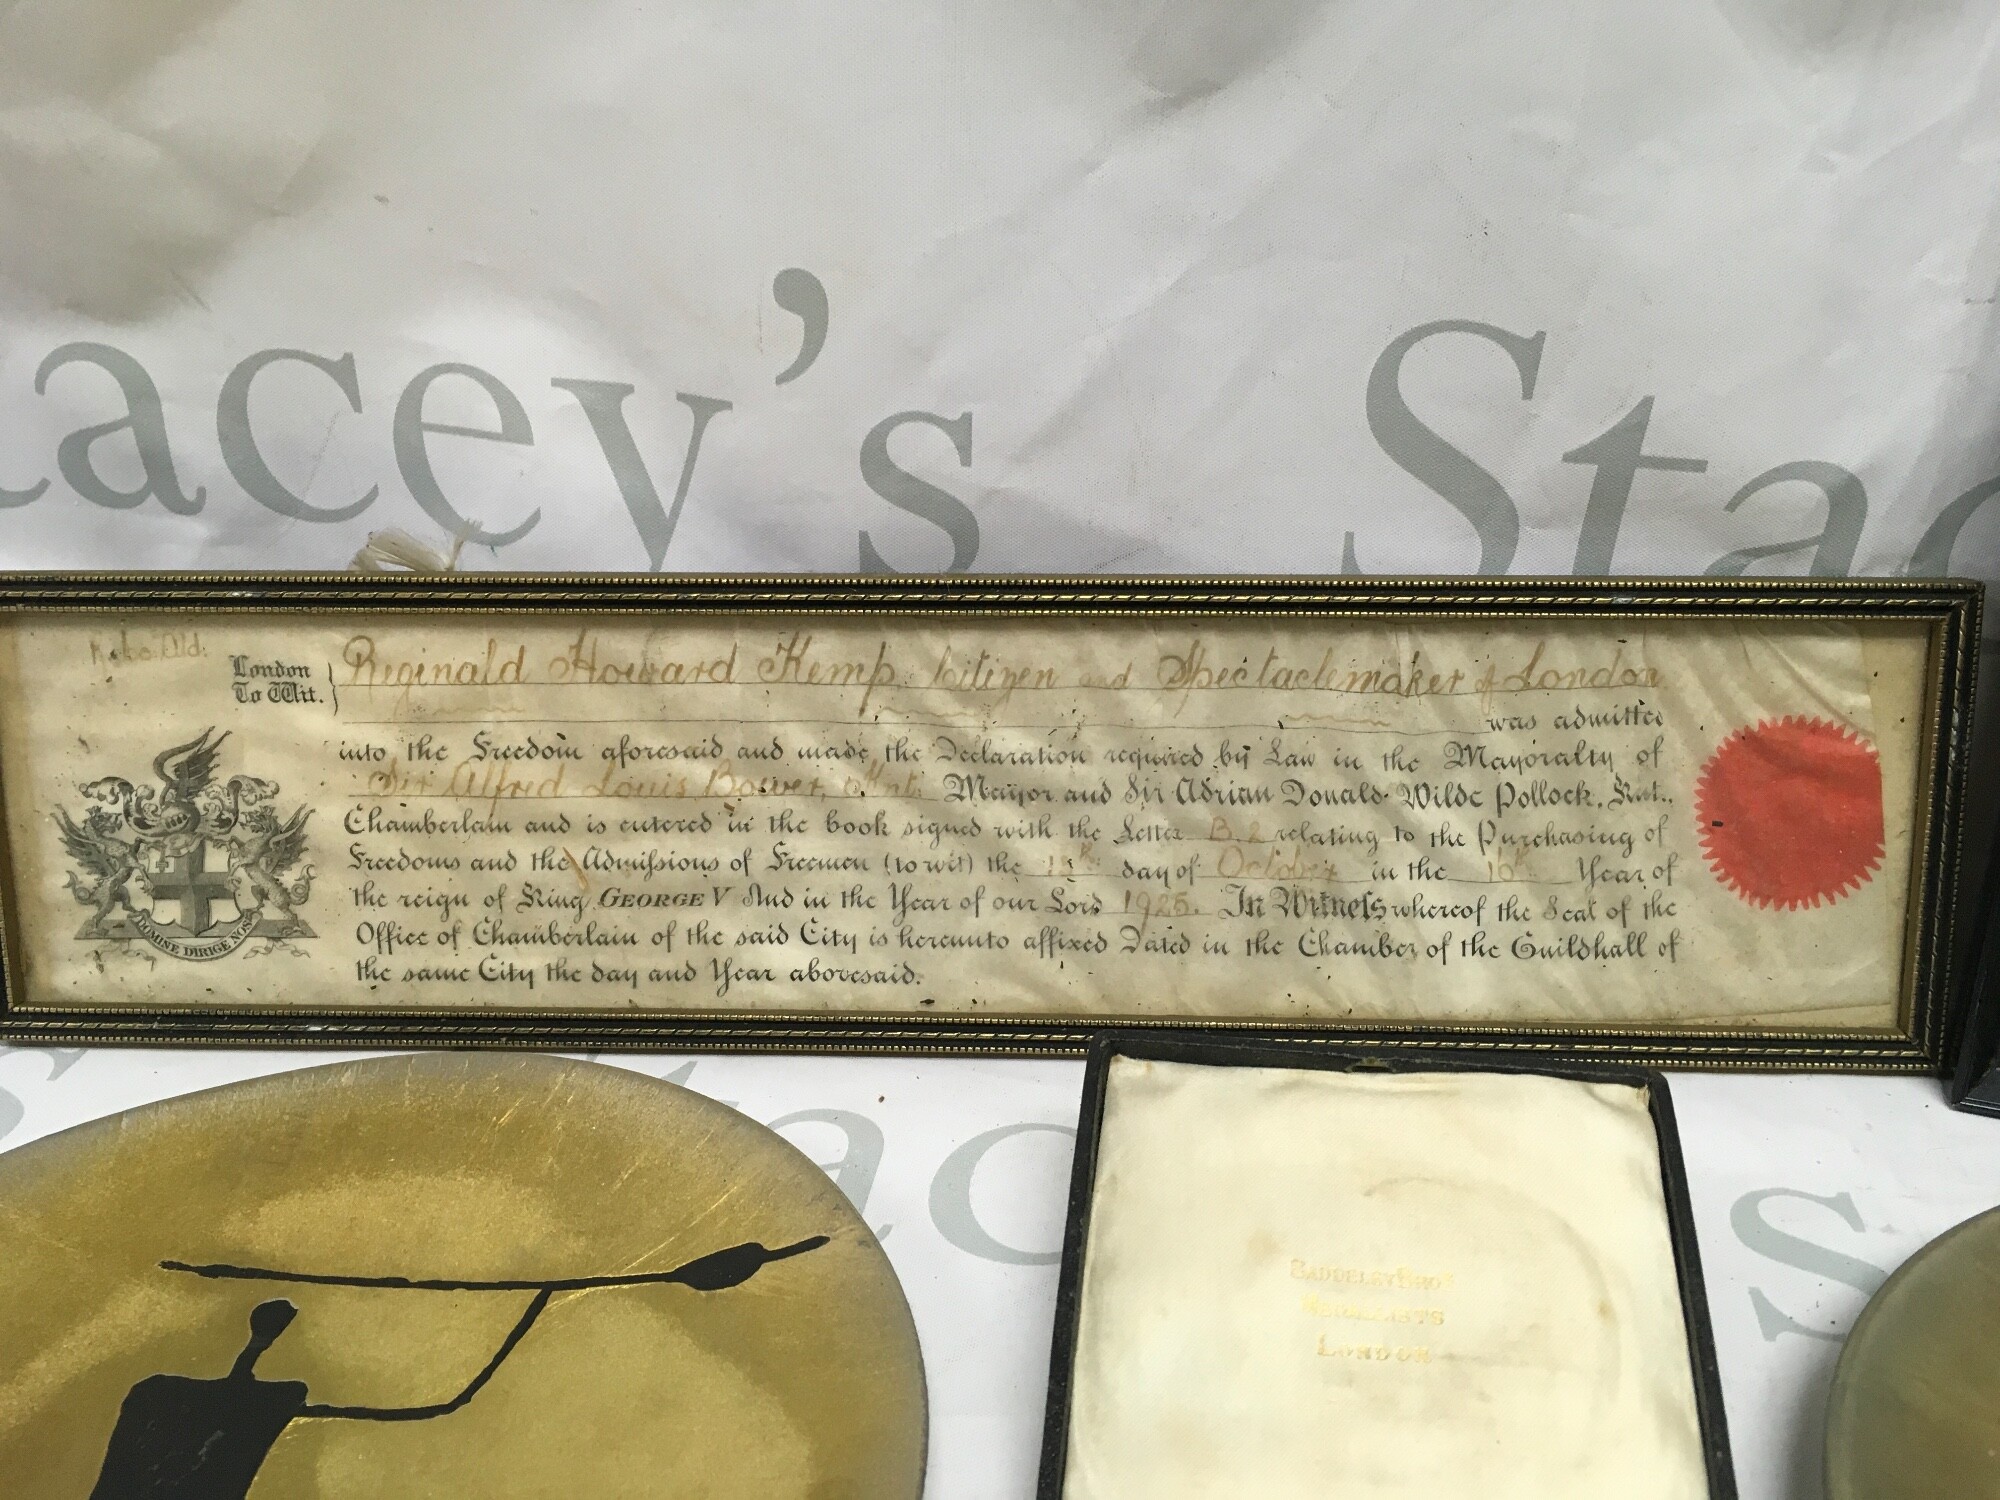 Stacey's Stac
London
To Wit.
Reginald Howard Kemp, Citizen and Spectaclemaker of London
was admitted
into the Freedom aforesaid and made the Declaration required by Law in the Mayoralty of
Sir Alfred Louis Bower, Knt. Mayor and Sir Adrian Donald Wilde Pollock, Knt.,
Chamberlain and is entered in the book signed with the Letter B.2 relating to the Purchasing of
Freedoms and the Admissions of Freemen (to wit) the day of October in the 16th Year of
the reign of King GEORGE V And in the Year of our Lord 1925. In Witness whereof the Seal of the
Office of Chamberlain of the said City is hereunto affixed Dated in the Chamber of the Guildhall of
the same City the day and Year abovesaid.
DOMINE DIRIGE NOS
BADDELEY BROS
MEDALLISTS
LONDON